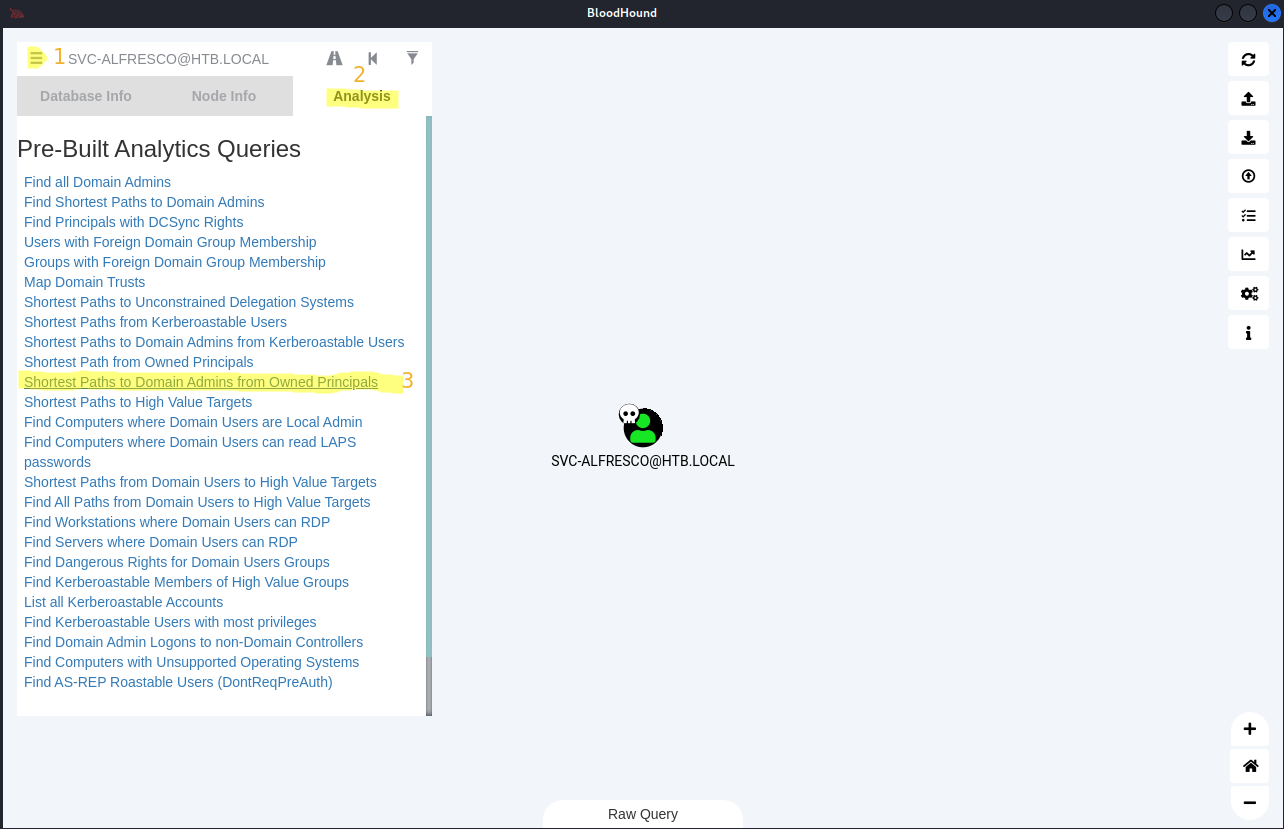 BloodHound
1 SVC-ALFRESCO@HTB.LOCAL
2
Database Info Node Info Analysis
Pre-Built Analytics Queries
Find all Domain Admins
Find Shortest Paths to Domain Admins
Find Principals with DCSync Rights
Users with Foreign Domain Group Membership
Groups with Foreign Domain Group Membership
Map Domain Trusts
Shortest Paths to Unconstrained Delegation Systems
Shortest Paths from Kerberoastable Users
Shortest Paths to Domain Admins from Kerberoastable Users
Shortest Path from Owned Principals
Shortest Paths to Domain Admins from Owned Principals 3
Shortest Paths to High Value Targets
Find Computers where Domain Users are Local Admin
Find Computers where Domain Users can read LAPS
passwords
Shortest Paths from Domain Users to High Value Targets
Find All Paths from Domain Users to High Value Targets
Find Workstations where Domain Users can RDP
Find Servers where Domain Users can RDP
Find Dangerous Rights for Domain Users Groups
Find Kerberoastable Members of High Value Groups
List all Kerberoastable Accounts
Find Kerberoastable Users with most privileges
Find Domain Admin Logons to non-Domain Controllers
Find Computers with Unsupported Operating Systems
Find AS-REP Roastable Users (DontReqPreAuth)
SVC-ALFRESCO@HTB.LOCAL
Raw Query